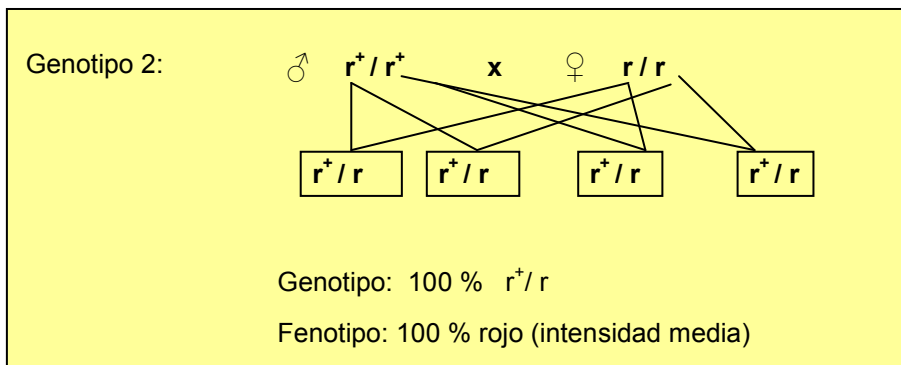 Genotipo 2: ♂ r⁺ / r⁺ x ♀ r / r
r⁺ / r r⁺ / r r⁺ / r r⁺ / r
Genotipo: 100 % r⁺/ r
Fenotipo: 100 % rojo (intensidad media)